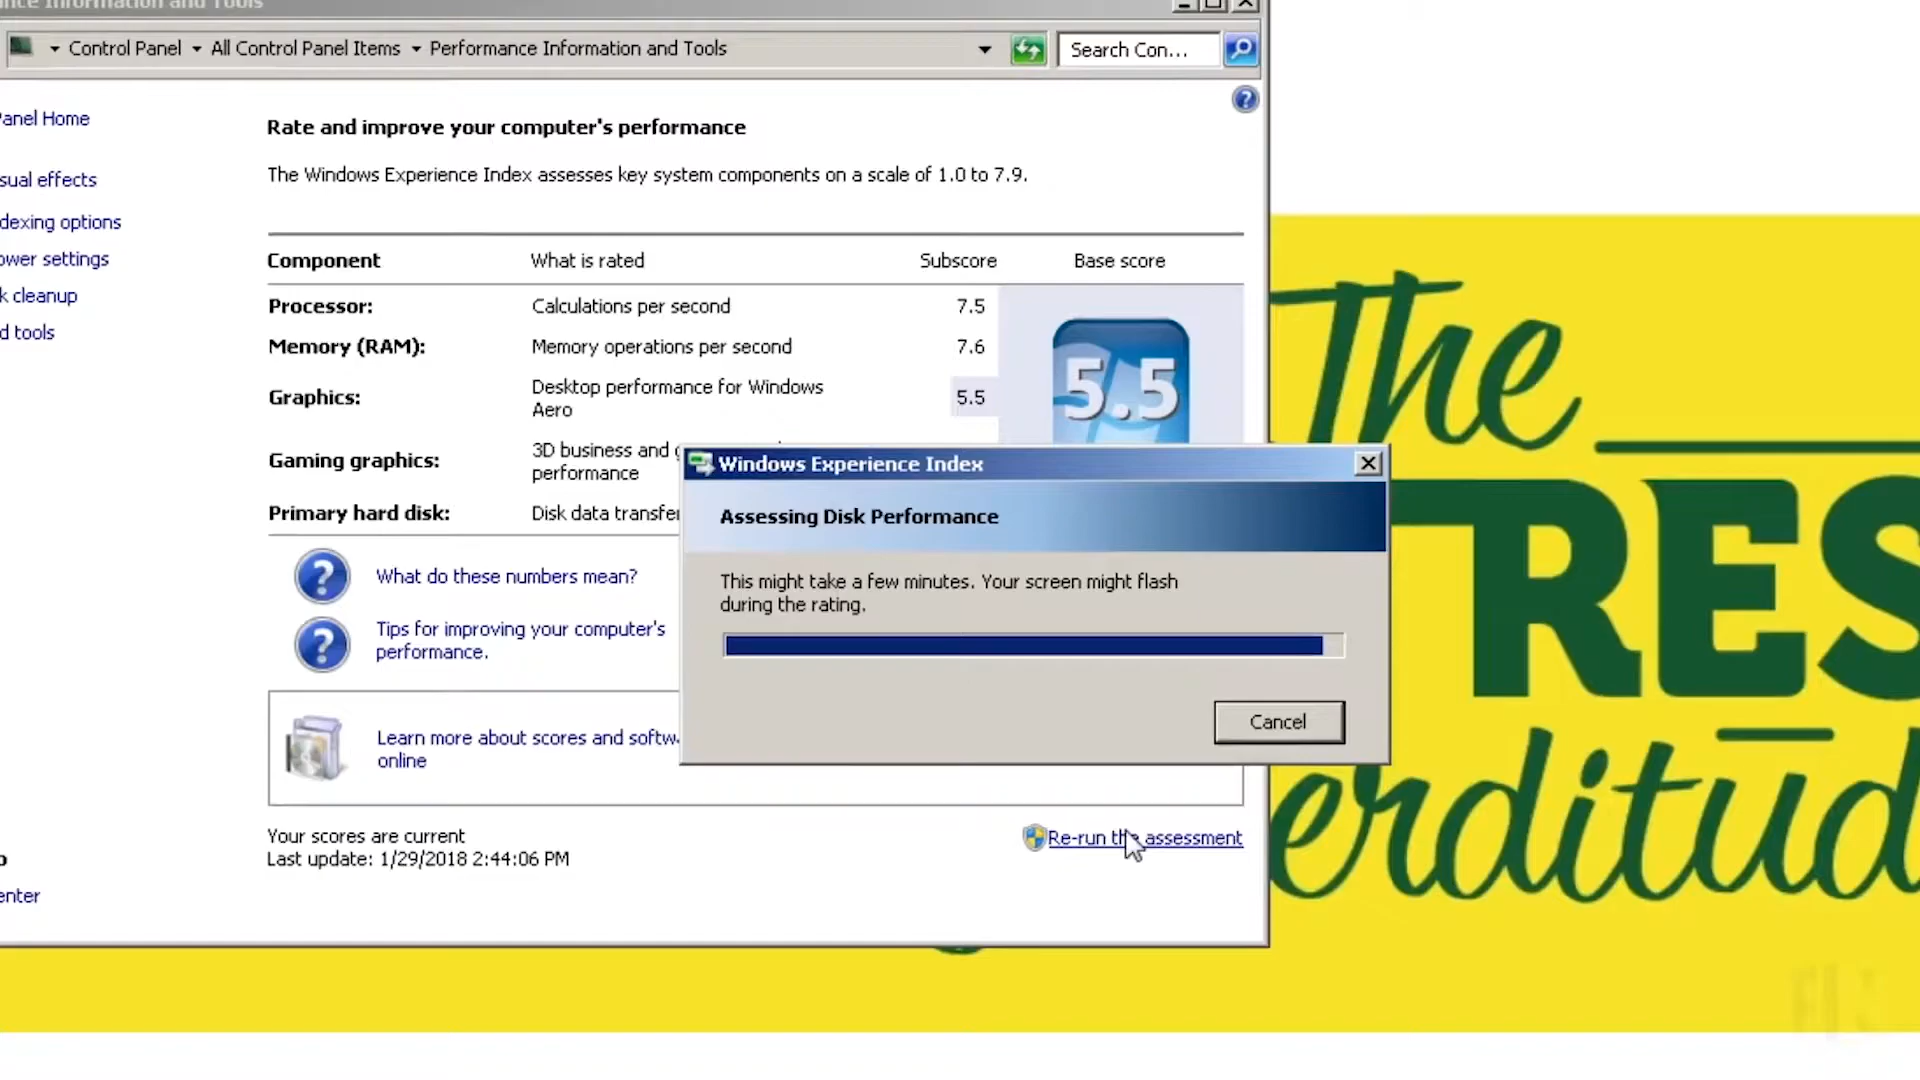 nce Information and Tools
Control Panel
All Control Panel Items
Performance Information and Tools
Search Con...
Panel Home
sual effects
dexing options
ower settings
k cleanup
d tools
Rate and improve your computer's performance
The Windows Experience Index assesses key system components on a scale of 1.0 to 7.9.
Component What is rated Subscore Base score
Processor: Calculations per second 7.5
Memory (RAM): Memory operations per second 7.6
Graphics: Desktop performance for Windows
Aero
5.5
5.5
Gaming graphics: 3D business and g
performance
Primary hard disk: Disk data transfer
What do these numbers mean?
Tips for improving your computer's
performance.
Learn more about scores and softw
online
Your scores are current
Last update: 1/29/2018 2:44:06 PM
Re-run the assessment
enter
Windows Experience Index
Assessing Disk Performance
This might take a few minutes. Your screen might flash
during the rating.
Cancel
The
RES
erditud